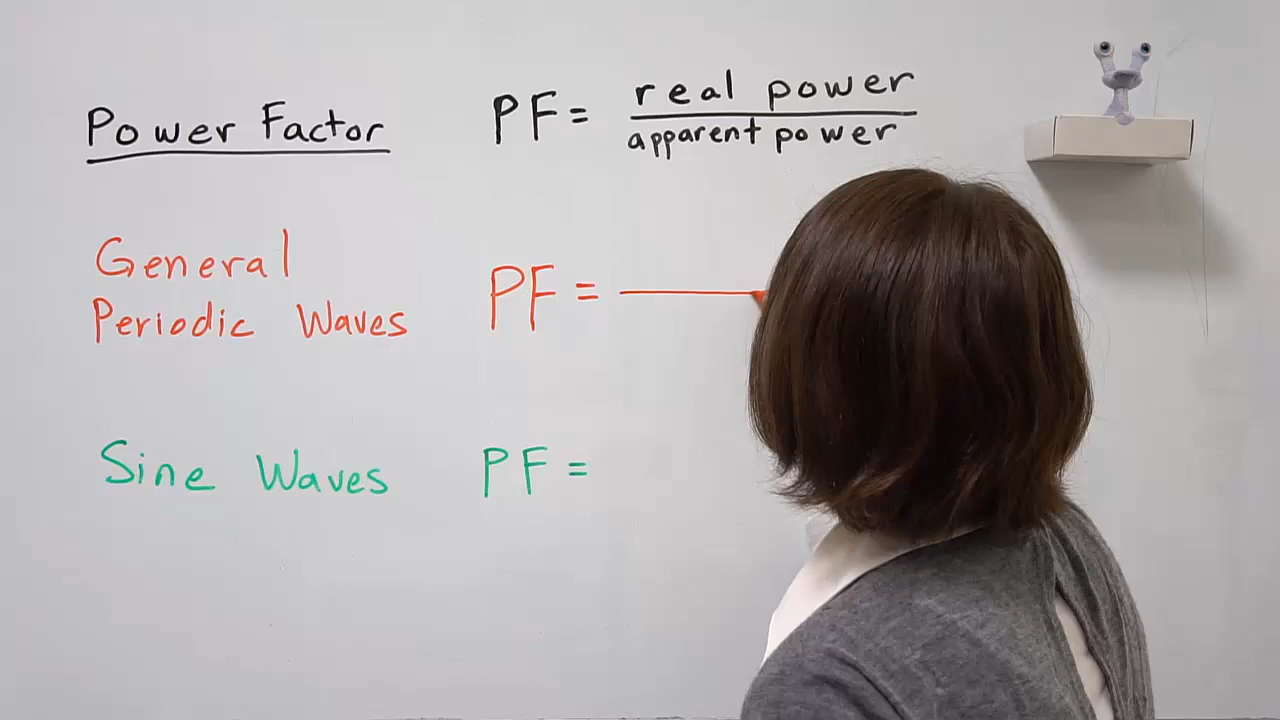 Power Factor
PF = real power
apparent power
General
Periodic Waves
PF =
Sine Waves
PF =